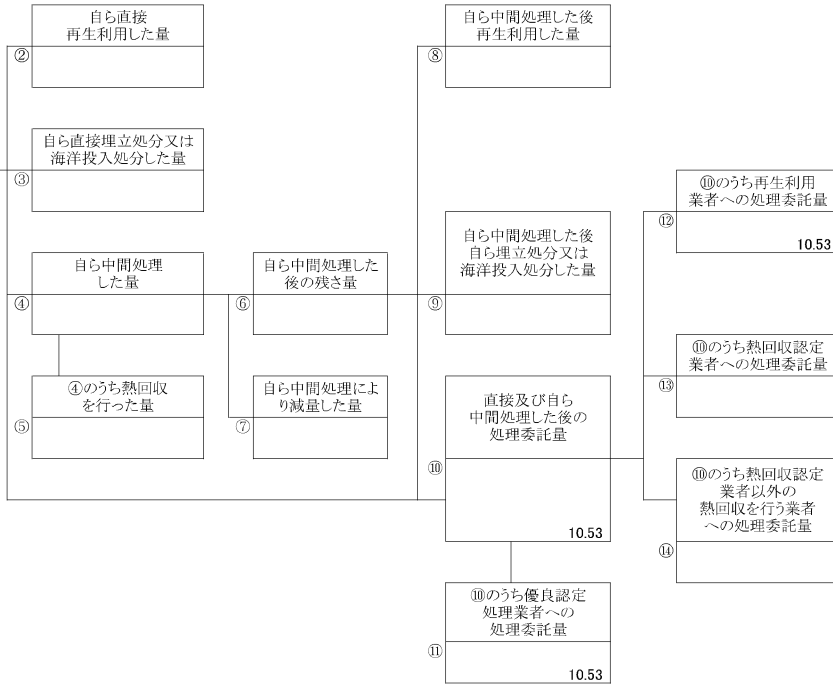 自ら直接
再生利用した量
②
自ら直接埋立処分又は
海洋投入処分した量
③
自ら中間処理
した量
④
④のうち熱回収
を行った量
⑤
自ら中間処理した
後の残さ量
⑥
自ら中間処理によ
り減量した量
⑦
自ら中間処理した後
再生利用した量
⑧
自ら中間処理した後
自ら埋立処分又は
海洋投入処分した量
⑨
直接及び自ら
中間処理した後の
処理委託量
⑩
10.53
⑩のうち優良認定
処理業者への
処理委託量
⑪
10.53
⑩のうち再生利用
業者への処理委託量
⑫
10.53
⑩のうち熱回収認定
業者への処理委託量
⑬
⑩のうち熱回収認定
業者以外の
熱回収を行う業者
への処理委託量
⑭